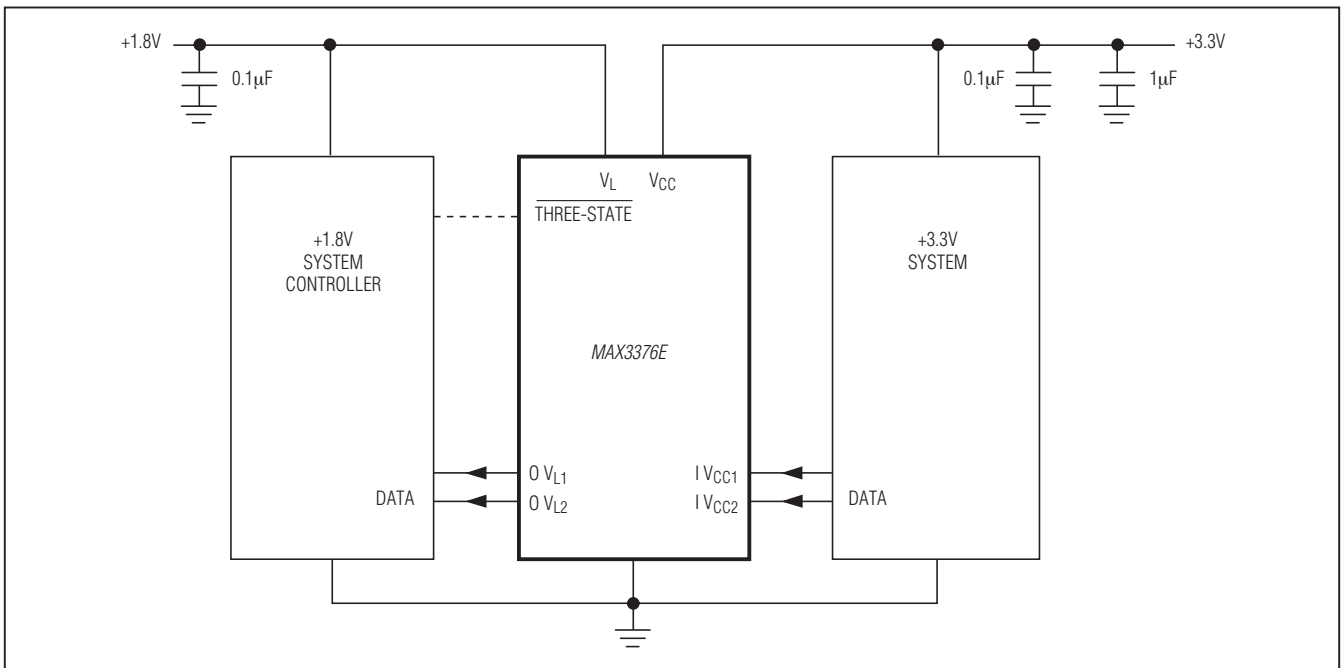 +1.8V
+3.3V
0.1μF
0.1μF
1μF
VL
VCC
THREE-STATE
+1.8V
SYSTEM
CONTROLLER
+3.3V
SYSTEM
MAX3376E
O VL1
I VCC1
DATA
O VL2
I VCC2
DATA